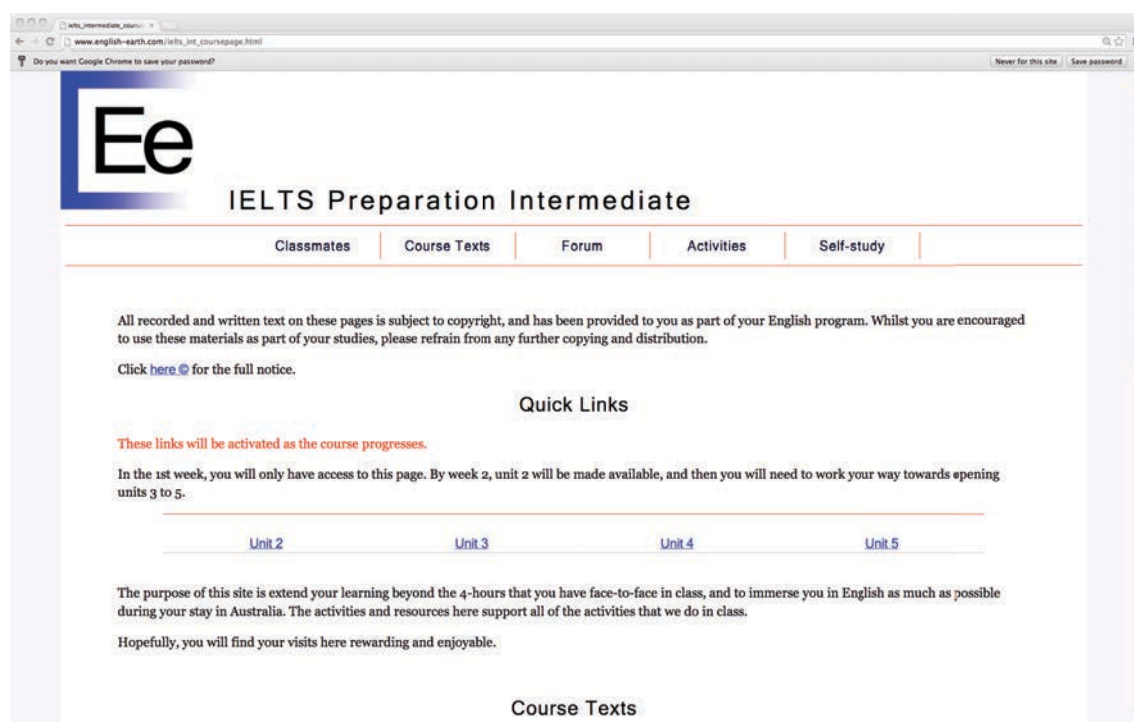 ielts_intermediate_course
www.english-earth.com/ielts_int_coursepage.html
Do you want Google Chrome to save your password?
Never for this site
Save password
Ee
IELTS Preparation Intermediate
Classmates
Course Texts
Forum
Activities
Self-study
All recorded and written text on these pages is subject to copyright, and has been provided to you as part of your English program. Whilst you are encouraged
to use these materials as part of your studies, please refrain from any further copying and distribution.
Click here © for the full notice.
Quick Links
These links will be activated as the course progresses.
In the 1st week, you will only have access to this page. By week 2, unit 2 will be made available, and then you will need to work your way towards opening
units 3 to 5.
Unit 2
Unit 3
Unit 4
Unit 5
The purpose of this site is extend your learning beyond the 4-hours that you have face-to-face in class, and to immerse you in English as much as possible
during your stay in Australia. The activities and resources here support all of the activities that we do in class.
Hopefully, you will find your visits here rewarding and enjoyable.
Course Texts